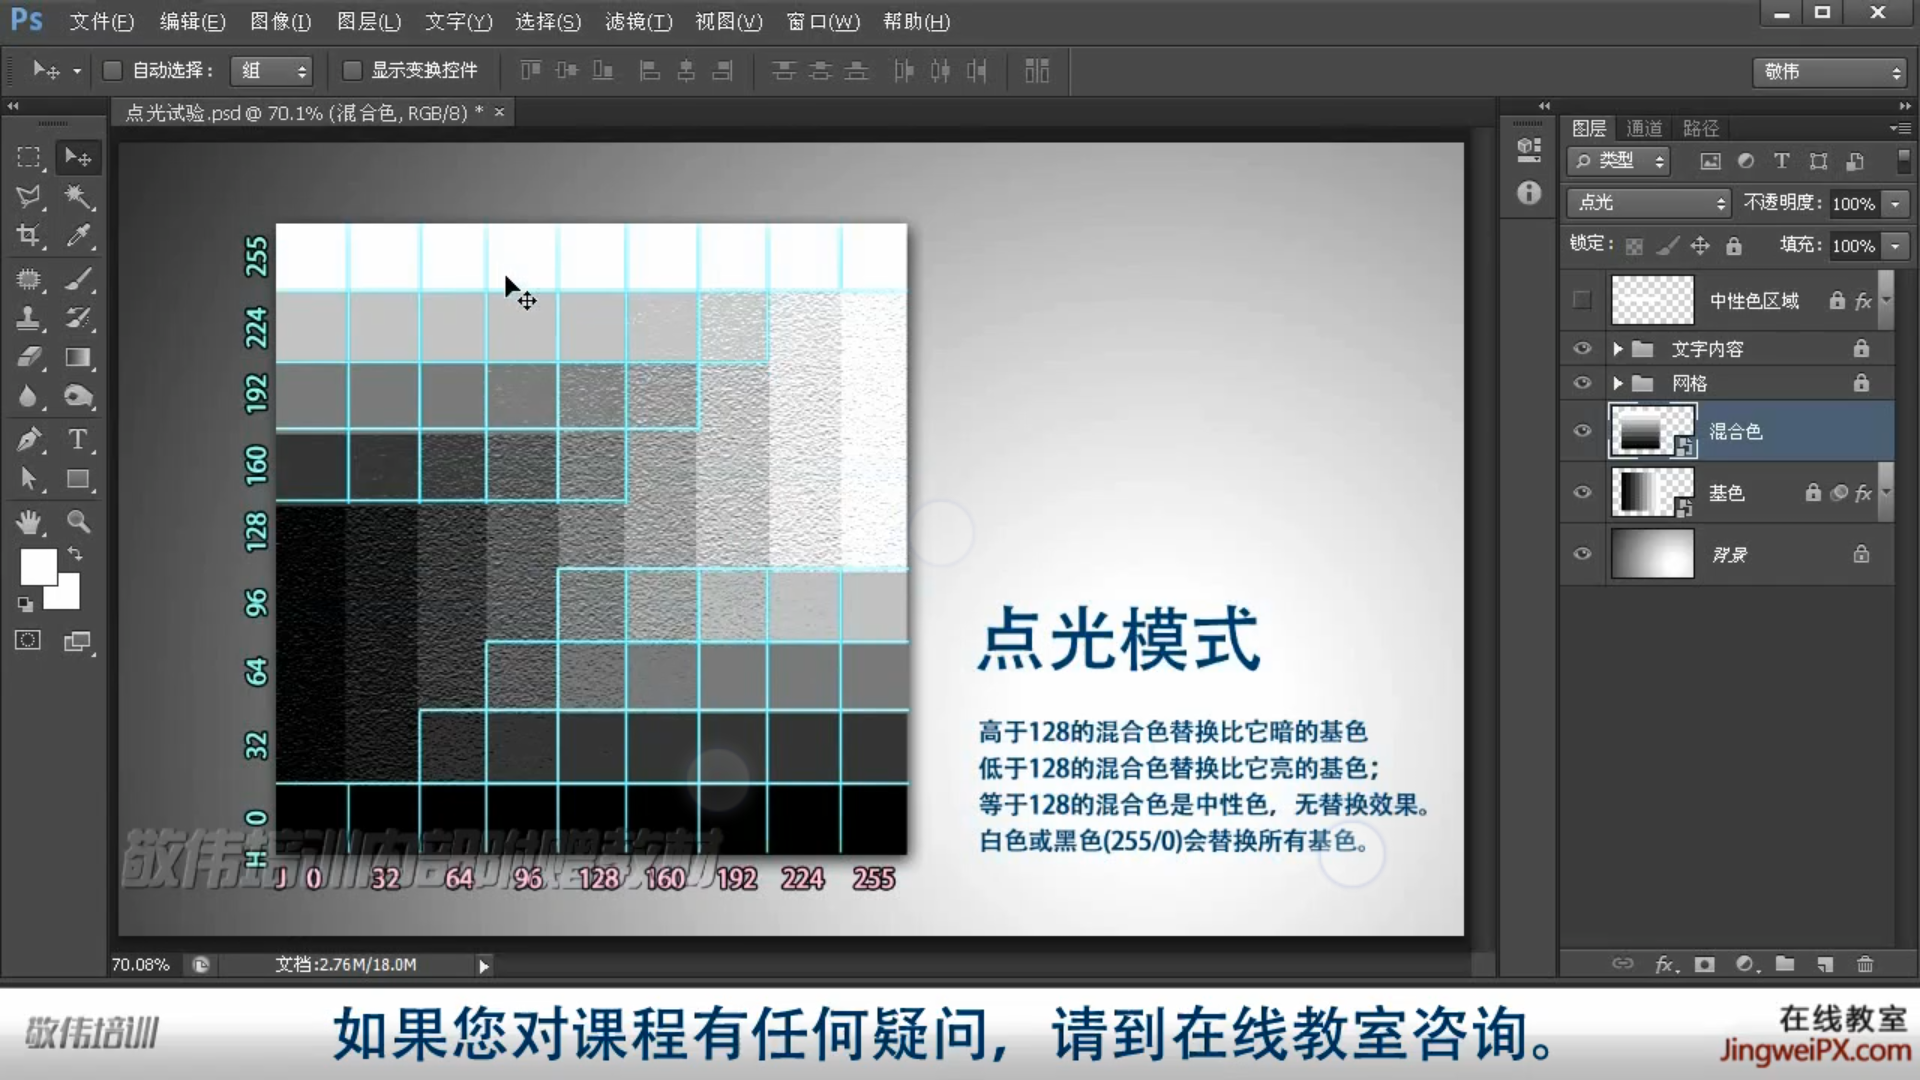 Ps 文件(F) 编辑(E) 图像(I) 图层(L) 文字(Y) 选择(S) 滤镜(T) 视图(V) 窗口(W) 帮助(H)
自动选择： 组 显示变换控件 敬伟
点光试验.psd @ 70.1% (混合色, RGB/8) * ×
图层 通道 路径
类型
点光 不透明度： 100%
锁定： 填充： 100%
中性色区域 fx
文字内容
网格
混合色
基色 fx
背景
255
224
192
160
128
96
64
32
0
H
J 0 32 64 96 128 160 192 224 255
敬伟培训内部附赠教材
点光模式
高于128的混合色替换比它暗的基色
低于128的混合色替换比它亮的基色；
等于128的混合色是中性色，无替换效果。
白色或黑色(255/0)会替换所有基色。
70.08% 文档:2.76M/18.0M
敬伟培训
如果您对课程有任何疑问，请到在线教室咨询。
在线教室
JingweiPX.com